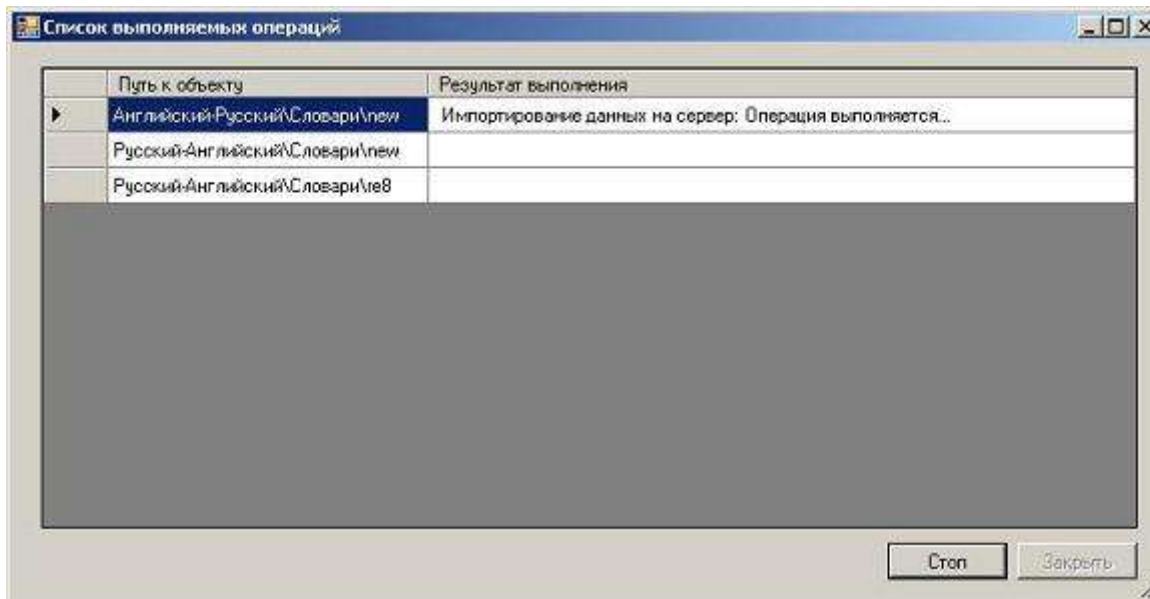 Список выполняемых операций
Путь к объекту Результат выполнения
Английский-Русский\Словари\new Импортирование данных на сервер: Операция выполняется...
Русский-Английский\Словари\new
Русский-Английский\Словари\re8
Стоп Закрыть